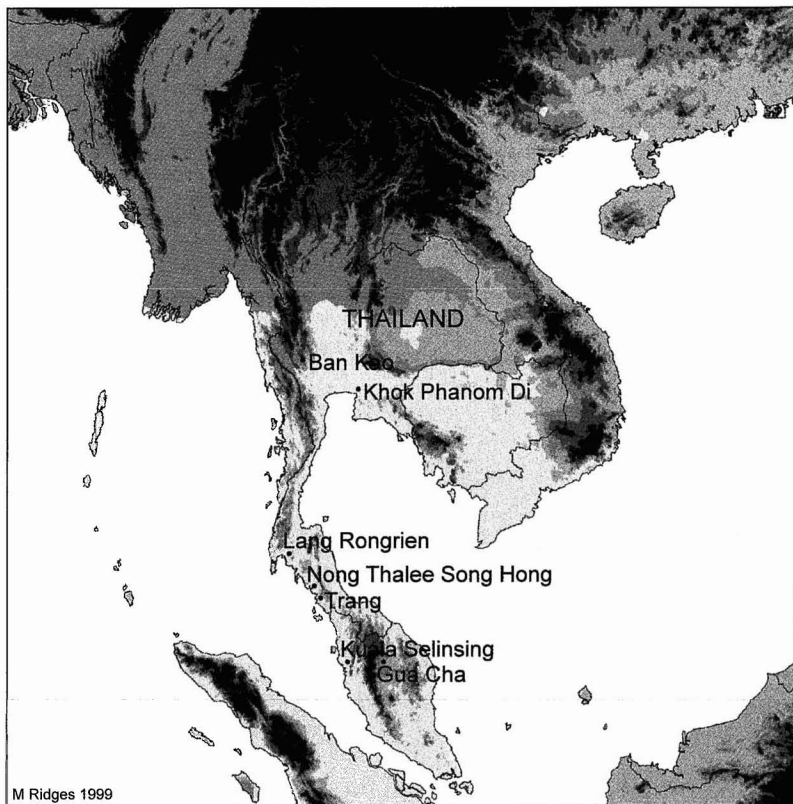 THAILAND
Ban Kao
Khok Phanom Di
Lang Rongrien
Nong Thalee Song Hong
Trang
Kuala Selinsing
Gua Cha
M Ridges 1999